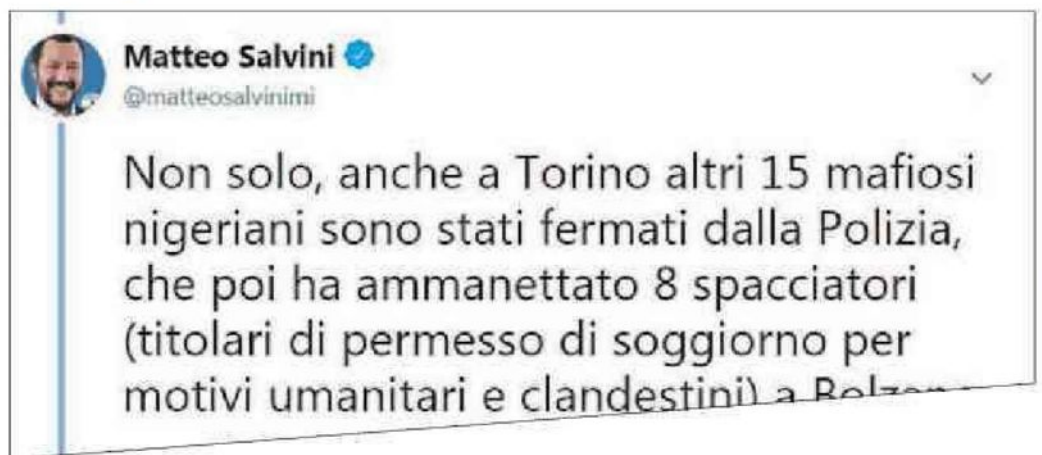 Matteo Salvini
@matteosalvinimi
Non solo, anche a Torino altri 15 mafiosi
nigeriani sono stati fermati dalla Polizia,
che poi ha ammanettato 8 spacciatori
(titolari di permesso di soggiorno per
motivi umanitari e clandestini) a